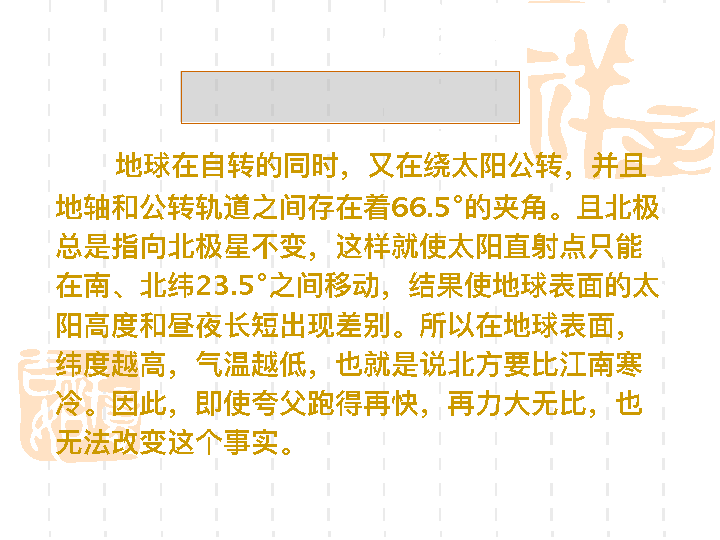 地球在自转的同时，又在绕太阳公转，并且
地轴和公转轨道之间存在着66.5°的夹角。且北极
总是指向北极星不变，这样就使太阳直射点只能
在南、北纬23.5°之间移动，结果使地球表面的太
阳高度和昼夜长短出现差别。所以在地球表面，
纬度越高，气温越低，也就是说北方要比江南寒
冷。因此，即使夸父跑得再快，再力大无比，也
无法改变这个事实。